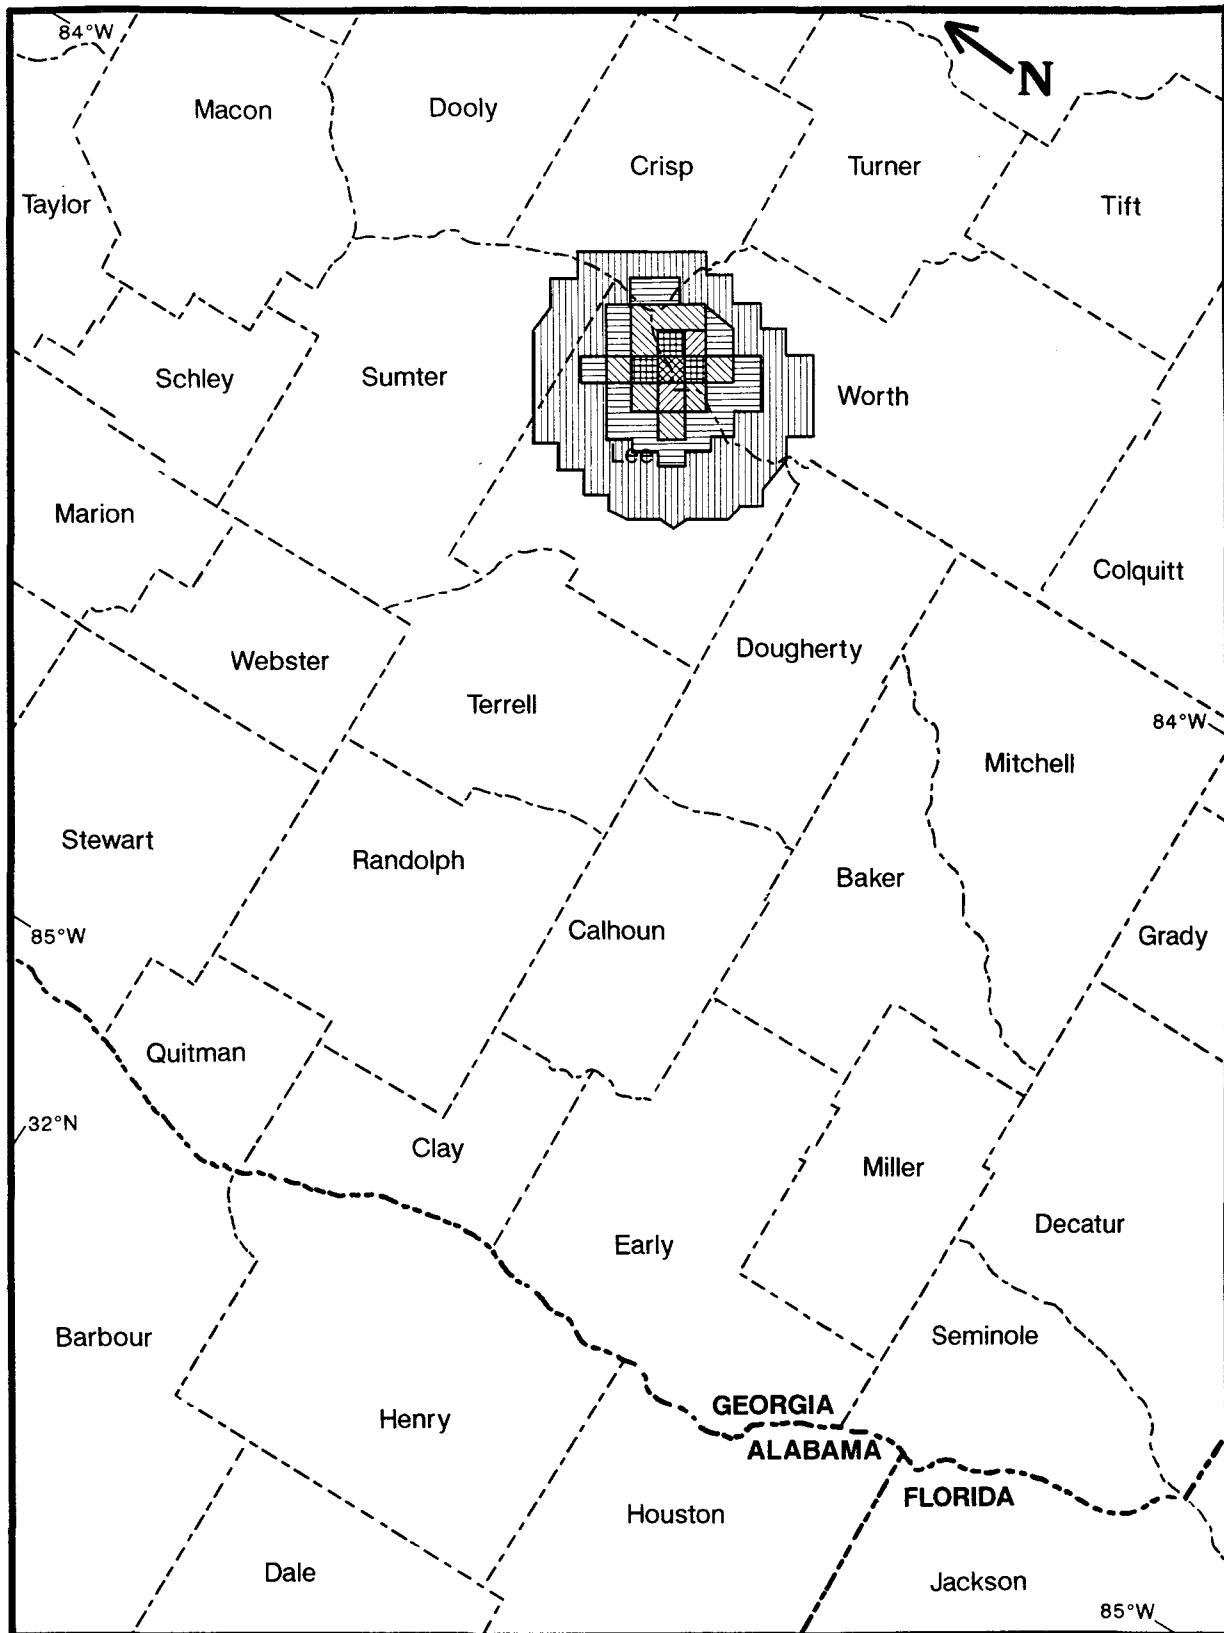 84°W
N
Macon
Dooly
Crisp
Turner
Taylor
Tift
Schley
Sumter
Worth
Lee
Marion
Colquitt
Webster
Dougherty
Terrell
84°W
Mitchell
Stewart
Randolph
Baker
Calhoun
85°W
Grady
Quitman
32°N
Clay
Miller
Decatur
Early
Barbour
Seminole
GEORGIA
Henry
ALABAMA
FLORIDA
Houston
Dale
Jackson
85°W